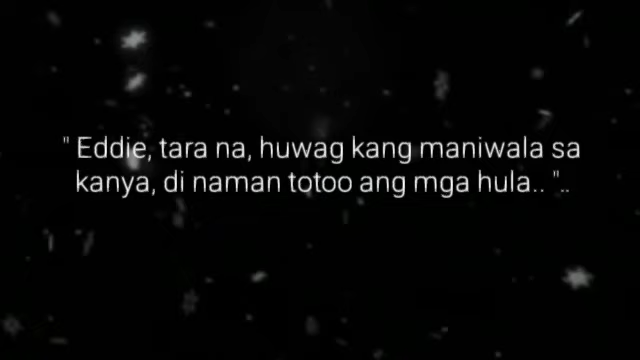 " Eddie, tara na, huwag kang maniwala sa
kanya, di naman totoo ang mga hula.. "..